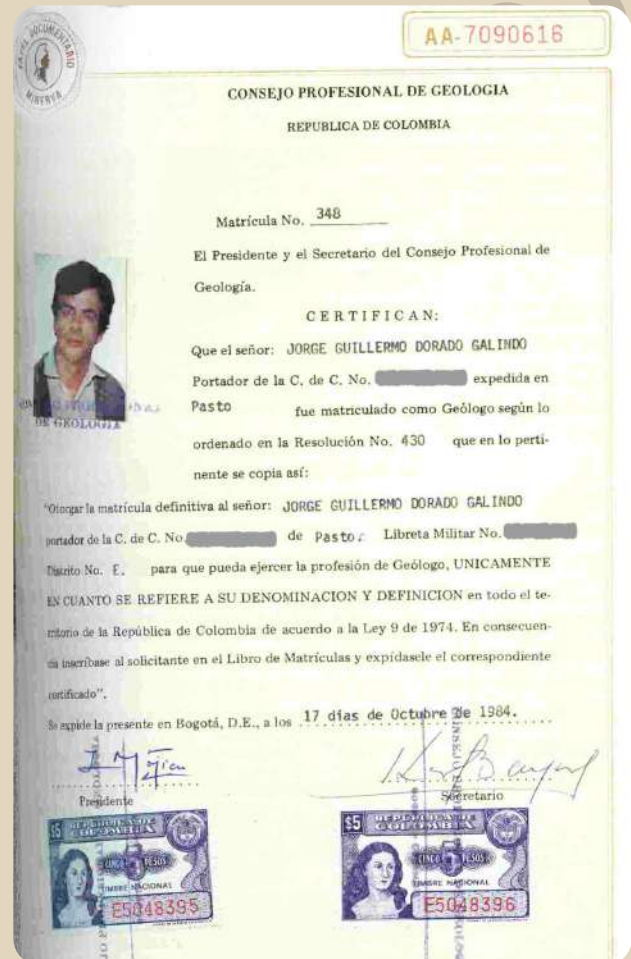 PAPEL DOCUMENTARIO
MINERVA
AA-7090616
CONSEJO PROFESIONAL DE GEOLOGIA
REPUBLICA DE COLOMBIA
Matrícula No. 348
El Presidente y el Secretario del Consejo Profesional de
Geología.
CERTIFICAN:
Que el señor: JORGE GUILLERMO DORADO GALINDO
Portador de la C. de C. No. expedida en
Pasto fue matriculado como Geólogo según lo
ordenado en la Resolución No. 430 que en lo perti-
nente se copia así:
DE GEOLOGIA
"Otorgar la matrícula definitiva al señor: JORGE GUILLERMO DORADO GALINDO
portador de la C. de C. No. de Pasto. Libreta Militar No.
Distrito No. E. para que pueda ejercer la profesión de Geólogo, UNICAMENTE
EN CUANTO SE REFIERE A SU DENOMINACION Y DEFINICION en todo el te-
rritorio de la República de Colombia de acuerdo a la Ley 9 de 1974. En consecuen-
cia inscríbase al solicitante en el Libro de Matrículas y expídasele el correspondiente
certificado".
Se expide la presente en Bogotá, D.E., a los 17 días de Octubre de 1984.
Presidente
Secretario
$5 REPUBLICA DE COLOMBIA
CINCO PESOS
TIMBRE NACIONAL
E5048395
$5 REPUBLICA DE COLOMBIA
CINCO PESOS
TIMBRE NACIONAL
E5048396